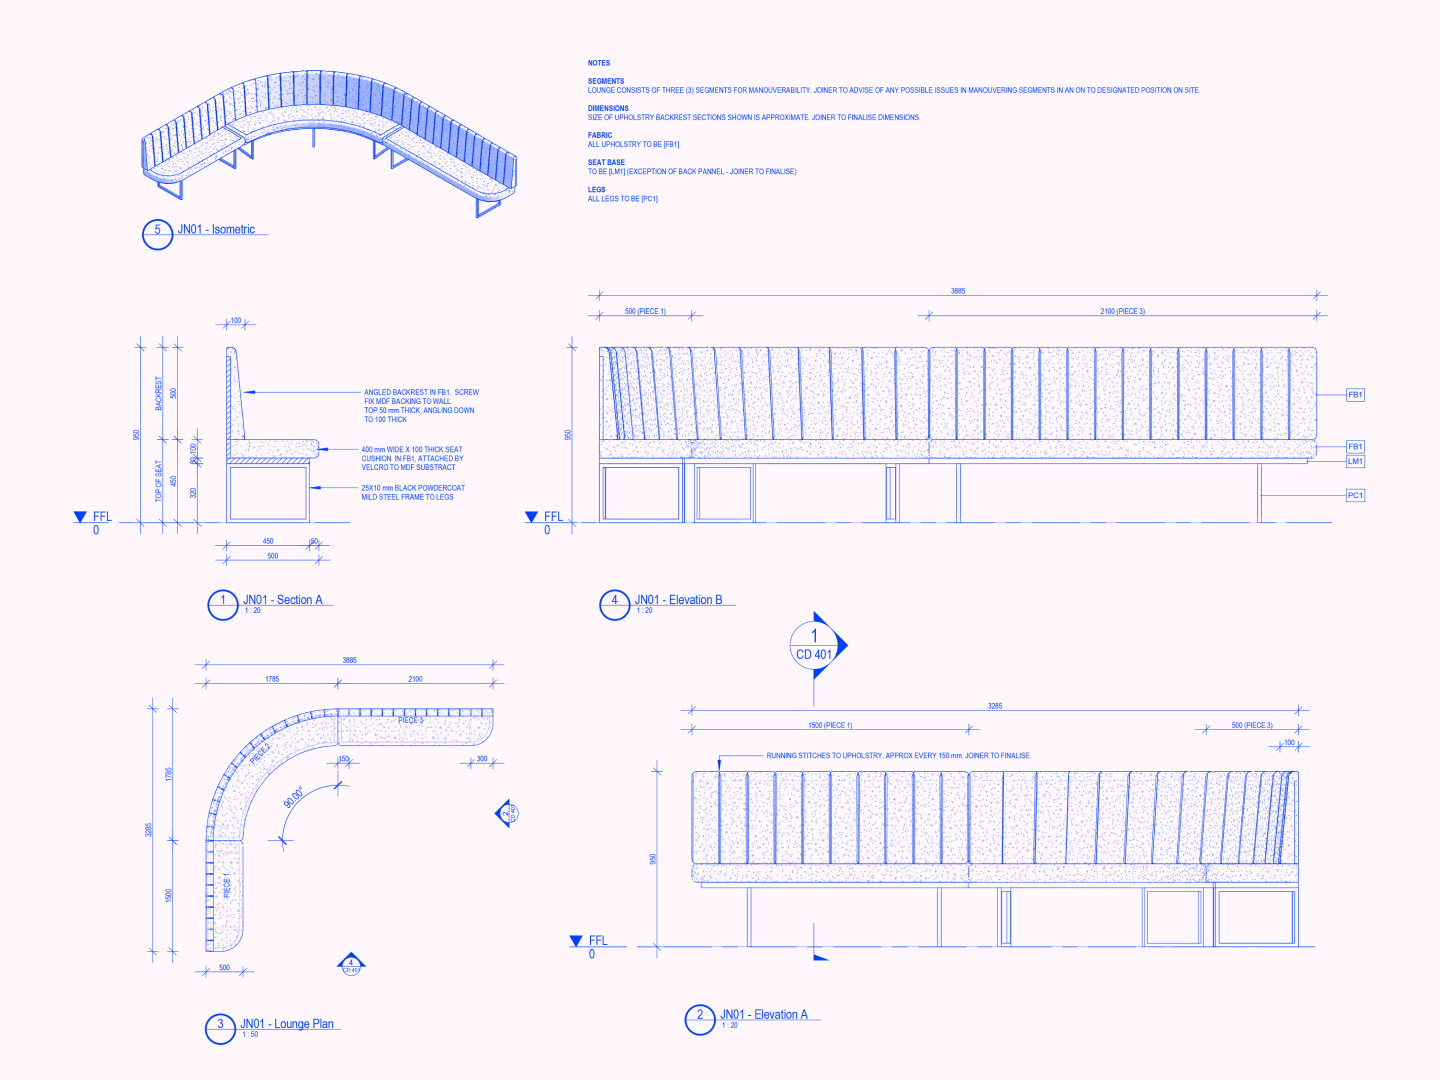 NOTES
SEGMENTS
LOUNGE CONSISTS OF THREE (3) SEGMENTS FOR MANOUVERABILITY. JOINER TO ADVISE OF ANY POSSIBLE ISSUES IN MANOUVERING SEGMENTS IN AN ON TO DESIGNATED POSITION ON SITE.
DIMENSIONS
SIZE OF UPHOLSTRY BACKREST SECTIONS SHOWN IS APPROXIMATE. JOINER TO FINALISE DIMENSIONS.
FABRIC
ALL UPHOLSTRY TO BE [FB1]
SEAT BASE
TO BE [LM1] (EXCEPTION OF BACK PANNEL - JOINER TO FINALISE)
LEGS
ALL LEGS TO BE [PC1]
5
JN01 - Isometric
100
BACKREST
500
950
TOP OF SEAT
450
100
320
ANGLED BACKREST IN FB1. SCREW
FIX MDF BACKING TO WALL.
TOP 50 mm THICK, ANGLING DOWN
TO 100 THICK
400 mm WIDE X 100 THICK SEAT
CUSHION IN FB1, ATTACHED BY
VELCRO TO MDF SUBSTRACT
25X10 mm BLACK POWDERCOAT
MILD STEEL FRAME TO LEGS
FFL
0
450
50
500
1
JN01 - Section A
1 : 20
3885
500 (PIECE 1)
2100 (PIECE 3)
950
FB1
FB1
LM1
PC1
FFL
0
4
JN01 - Elevation B
1 : 20
1
CD 401
3885
1785
2100
PIECE 3
PIECE 2
PIECE 1
150
300
90.00°
1785
3285
1500
500
2
CD 401
4
CD 401
3
JN01 - Lounge Plan
1 : 50
3285
1500 (PIECE 1)
500 (PIECE 3)
100
RUNNING STITCHES TO UPHOLSTRY. APPROX EVERY 150 mm. JOINER TO FINALISE.
950
FFL
0
2
JN01 - Elevation A
1 : 20